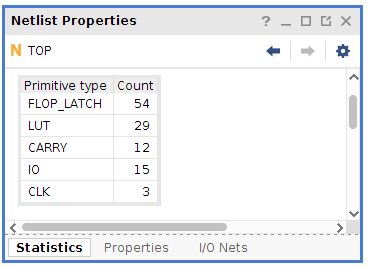 Netlist Properties ?
N TOP
Primitive type Count
FLOP_LATCH 54
LUT 29
CARRY 12
IO 15
CLK 3
Statistics Properties I/O Nets